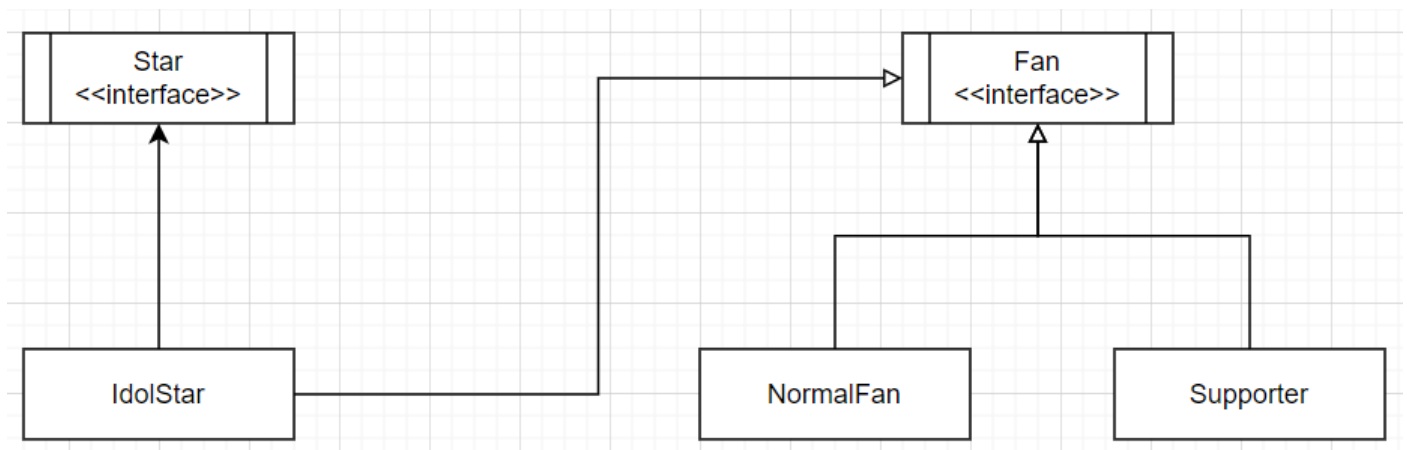 Star
<<interface>>
Fan
<<interface>>
IdolStar
NormalFan
Supporter